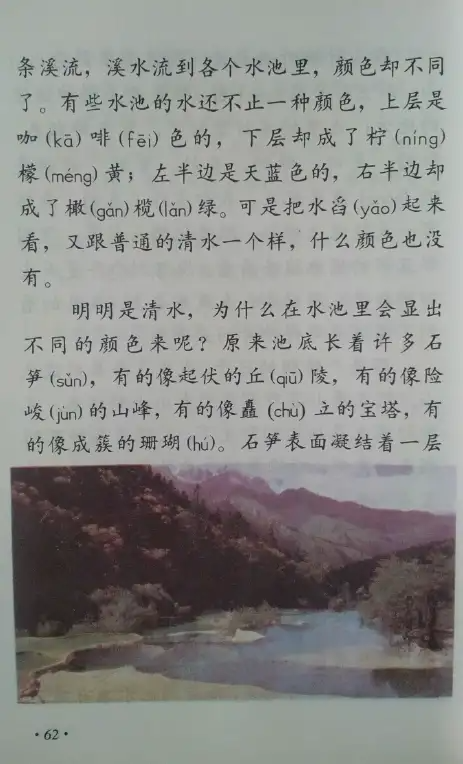 条溪流，溪水流到各个水池里，颜色却不同
了。有些水池的水还不止一种颜色，上层是
咖(kā)啡(fēi)色的，下层却成了柠(níng)
檬(méng)黄；左半边是天蓝色的，右半边却
成了橄(gǎn)榄(lǎn)绿。可是把水舀(yǎo)起来
看，又跟普通的清水一个样，什么颜色也没
有。
明明是清水，为什么在水池里会显出
不同的颜色来呢？原来池底长着许多石
笋(sǔn)，有的像起伏的丘(qiū)陵，有的像险
峻(jùn)的山峰，有的像矗(chù)立的宝塔，有
的像成簇的珊瑚(hú)。石笋表面凝结着一层
·62·